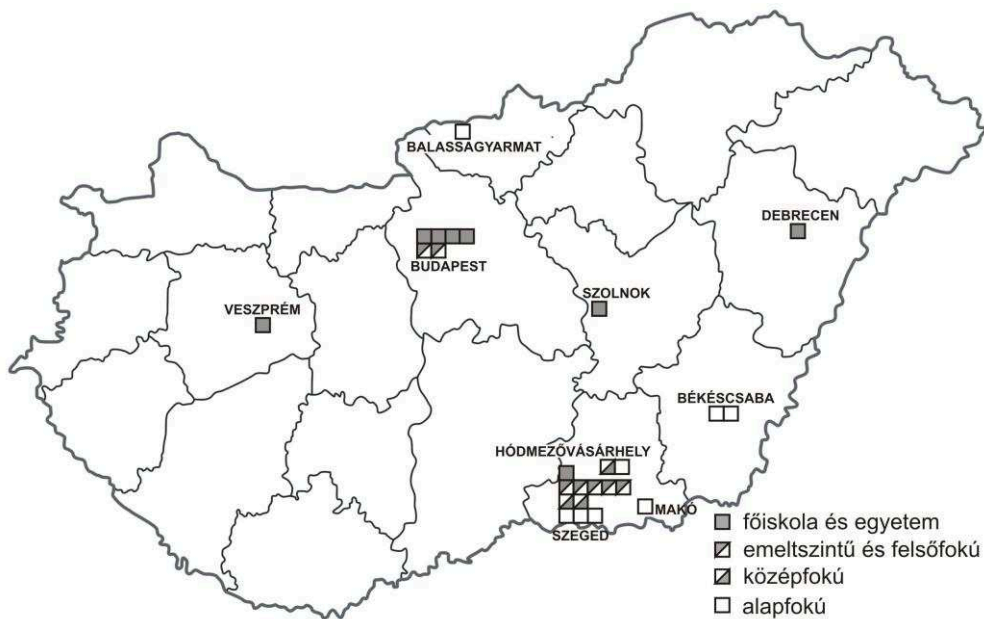 BALASSAGYARMAT
DEBRECEN
BUDAPEST
SZOLNOK
VESZPRÉM
BÉKÉSCSABA
HÓDMEZŐVÁSÁRHELY
MAKÓ
SZEGED
főiskola és egyetem
emeltszintű és felsőfokú
középfokú
alapfokú